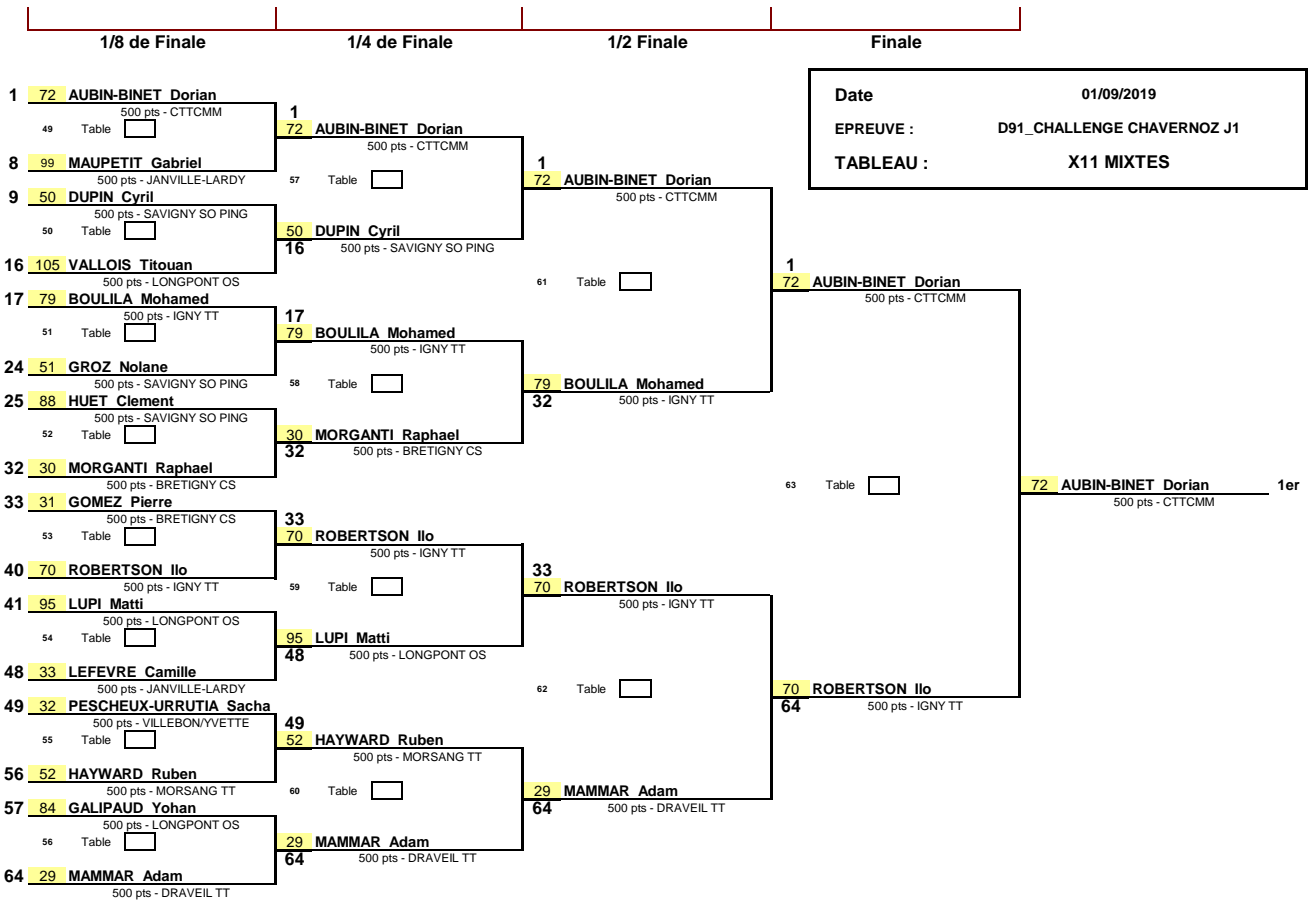 1/8 de Finale 1/4 de Finale 1/2 Finale Finale
Date 01/09/2019
EPREUVE : D91_CHALLENGE CHAVERNOZ J1
TABLEAU : X11 MIXTES
1 72 AUBIN-BINET Dorian
500 pts - CTTCMM
49 Table
8 99 MAUPETIT Gabriel
500 pts - JANVILLE-LARDY
9 50 DUPIN Cyril
500 pts - SAVIGNY SO PING
50 Table
16 105 VALLOIS Titouan
500 pts - LONGPONT OS
17 79 BOULILA Mohamed
500 pts - IGNY TT
51 Table
24 51 GROZ Nolane
500 pts - SAVIGNY SO PING
25 88 HUET Clement
500 pts - SAVIGNY SO PING
52 Table
32 30 MORGANTI Raphael
500 pts - BRETIGNY CS
33 31 GOMEZ Pierre
500 pts - BRETIGNY CS
53 Table
40 70 ROBERTSON Ilo
500 pts - IGNY TT
41 95 LUPI Matti
500 pts - LONGPONT OS
54 Table
48 33 LEFEVRE Camille
500 pts - JANVILLE-LARDY
49 32 PESCHEUX-URRUTIA Sacha
500 pts - VILLEBON/YVETTE
55 Table
56 52 HAYWARD Ruben
500 pts - MORSANG TT
57 84 GALIPAUD Yohan
500 pts - LONGPONT OS
56 Table
64 29 MAMMAR Adam
500 pts - DRAVEIL TT
1
72 AUBIN-BINET Dorian
500 pts - CTTCMM
57 Table
50 DUPIN Cyril
16 500 pts - SAVIGNY SO PING
17
79 BOULILA Mohamed
500 pts - IGNY TT
58 Table
30 MORGANTI Raphael
32 500 pts - BRETIGNY CS
33
70 ROBERTSON Ilo
500 pts - IGNY TT
59 Table
95 LUPI Matti
48 500 pts - LONGPONT OS
49
52 HAYWARD Ruben
500 pts - MORSANG TT
60 Table
29 MAMMAR Adam
64 500 pts - DRAVEIL TT
1
72 AUBIN-BINET Dorian
500 pts - CTTCMM
61 Table
79 BOULILA Mohamed
32 500 pts - IGNY TT
33
70 ROBERTSON Ilo
500 pts - IGNY TT
62 Table
29 MAMMAR Adam
64 500 pts - DRAVEIL TT
1
72 AUBIN-BINET Dorian
500 pts - CTTCMM
63 Table
70 ROBERTSON Ilo
64 500 pts - IGNY TT
72 AUBIN-BINET Dorian 1er
500 pts - CTTCMM